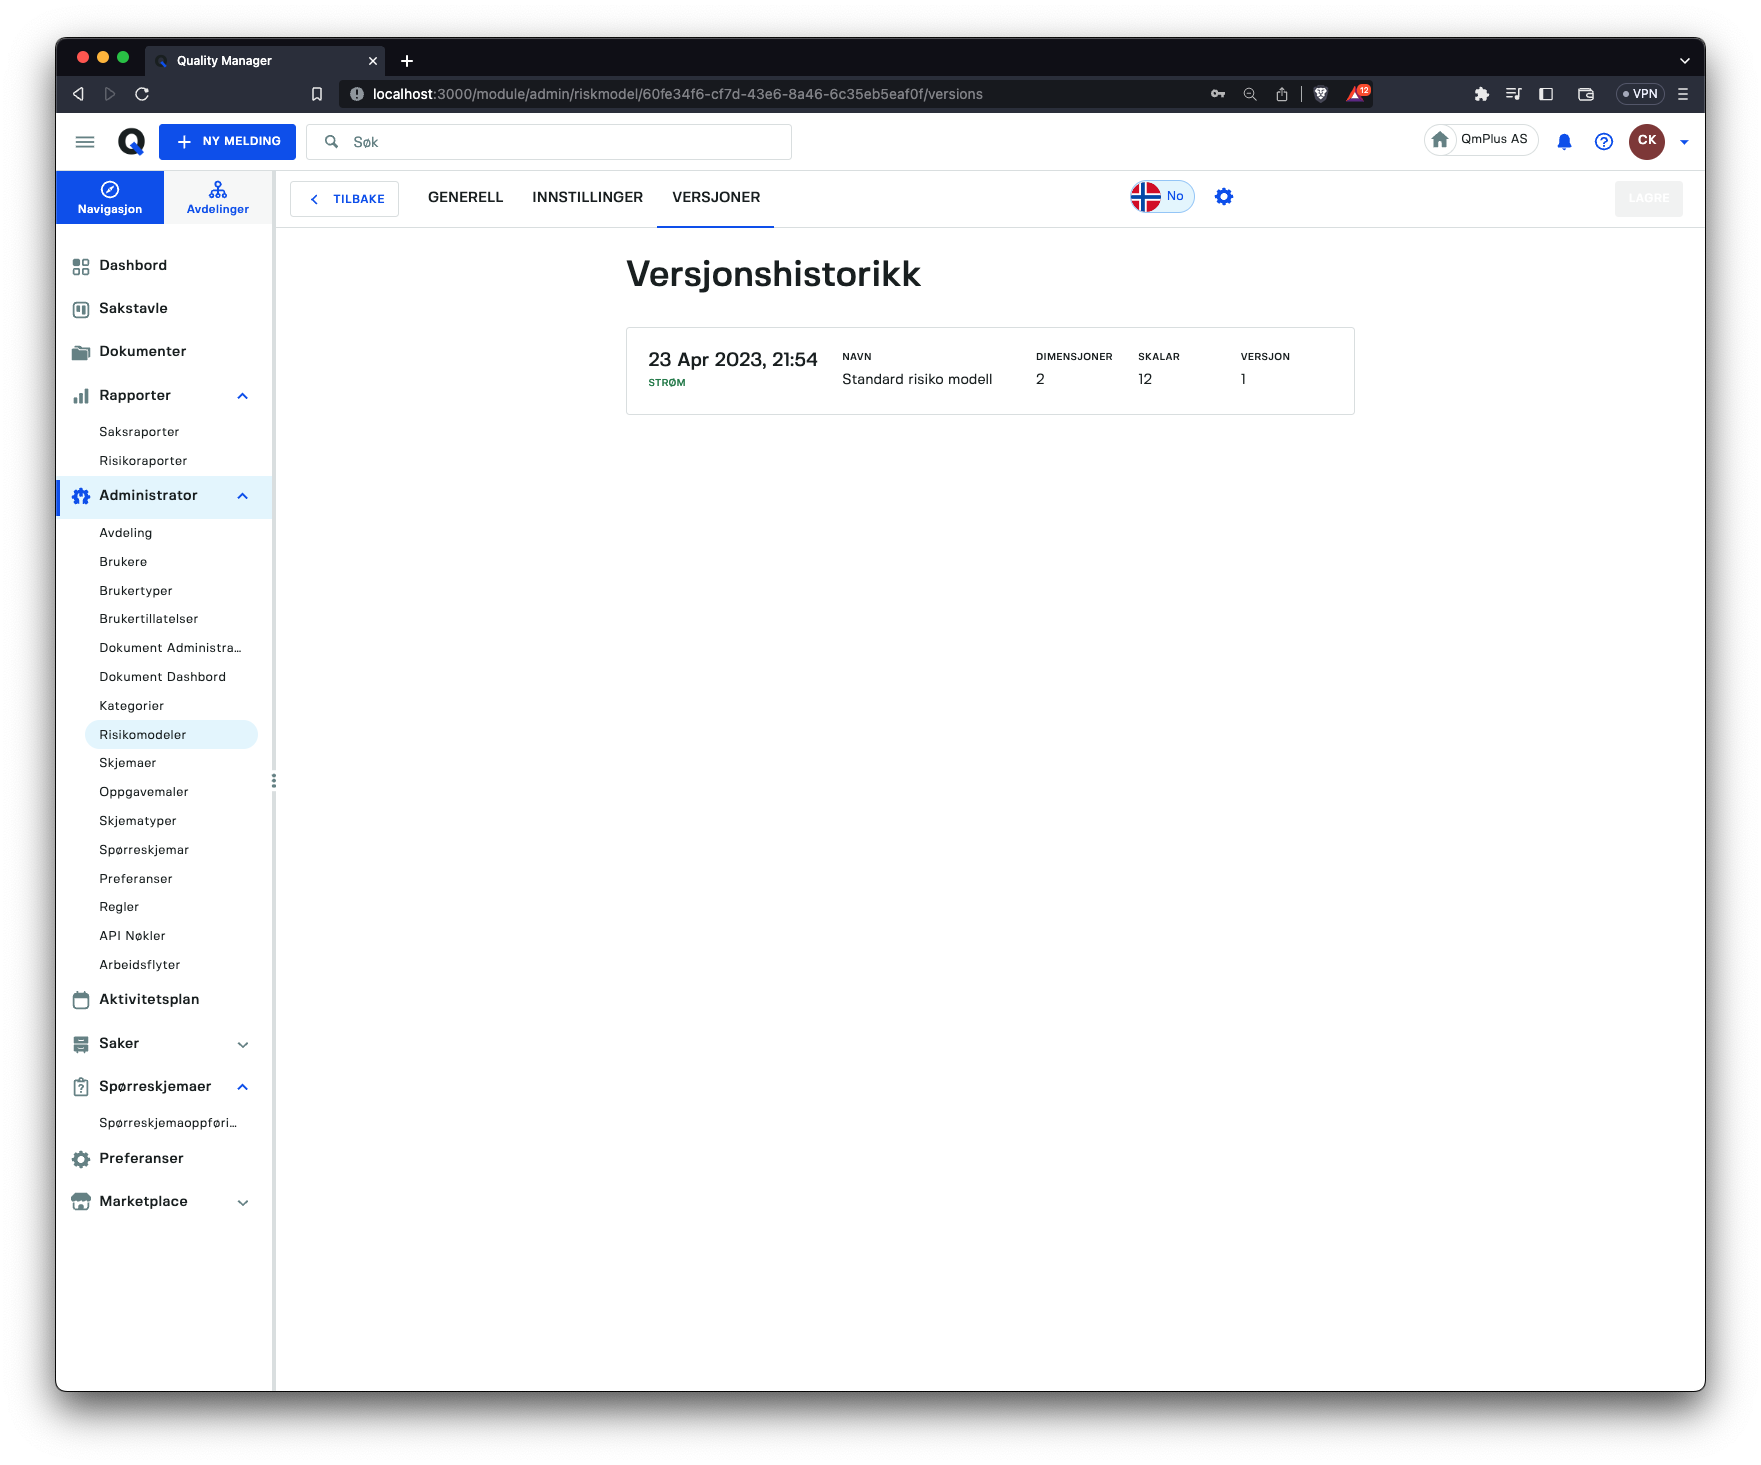 Quality Manager
localhost:3000/module/admin/riskmodel/60fe34f6-cf7d-43e6-8a46-6c35eb5eaf0f/versions
12
VPN
NY MELDING
Søk
QmPlus AS
CK
Navigasjon
Avdelinger
TILBAKE
GENERELL
INNSTILLINGER
VERSJONER
No
LAGRE
Dashbord
Sakstavle
Dokumenter
Rapporter
Saksraporter
Risikoraporter
Administrator
Avdeling
Brukere
Brukertyper
Brukertillatelser
Dokument Administra…
Dokument Dashbord
Kategorier
Risikomodeler
Skjemaer
Oppgavemaler
Skjematyper
Spørreskjemar
Preferanser
Regler
API Nøkler
Arbeidsflyter
Aktivitetsplan
Saker
Spørreskjemaer
Spørreskjemaoppføri…
Preferanser
Marketplace
Versjonshistorikk
23 Apr 2023, 21:54
STRØM
NAVN
Standard risiko modell
DIMENSJONER
2
SKALAR
12
VERSJON
1